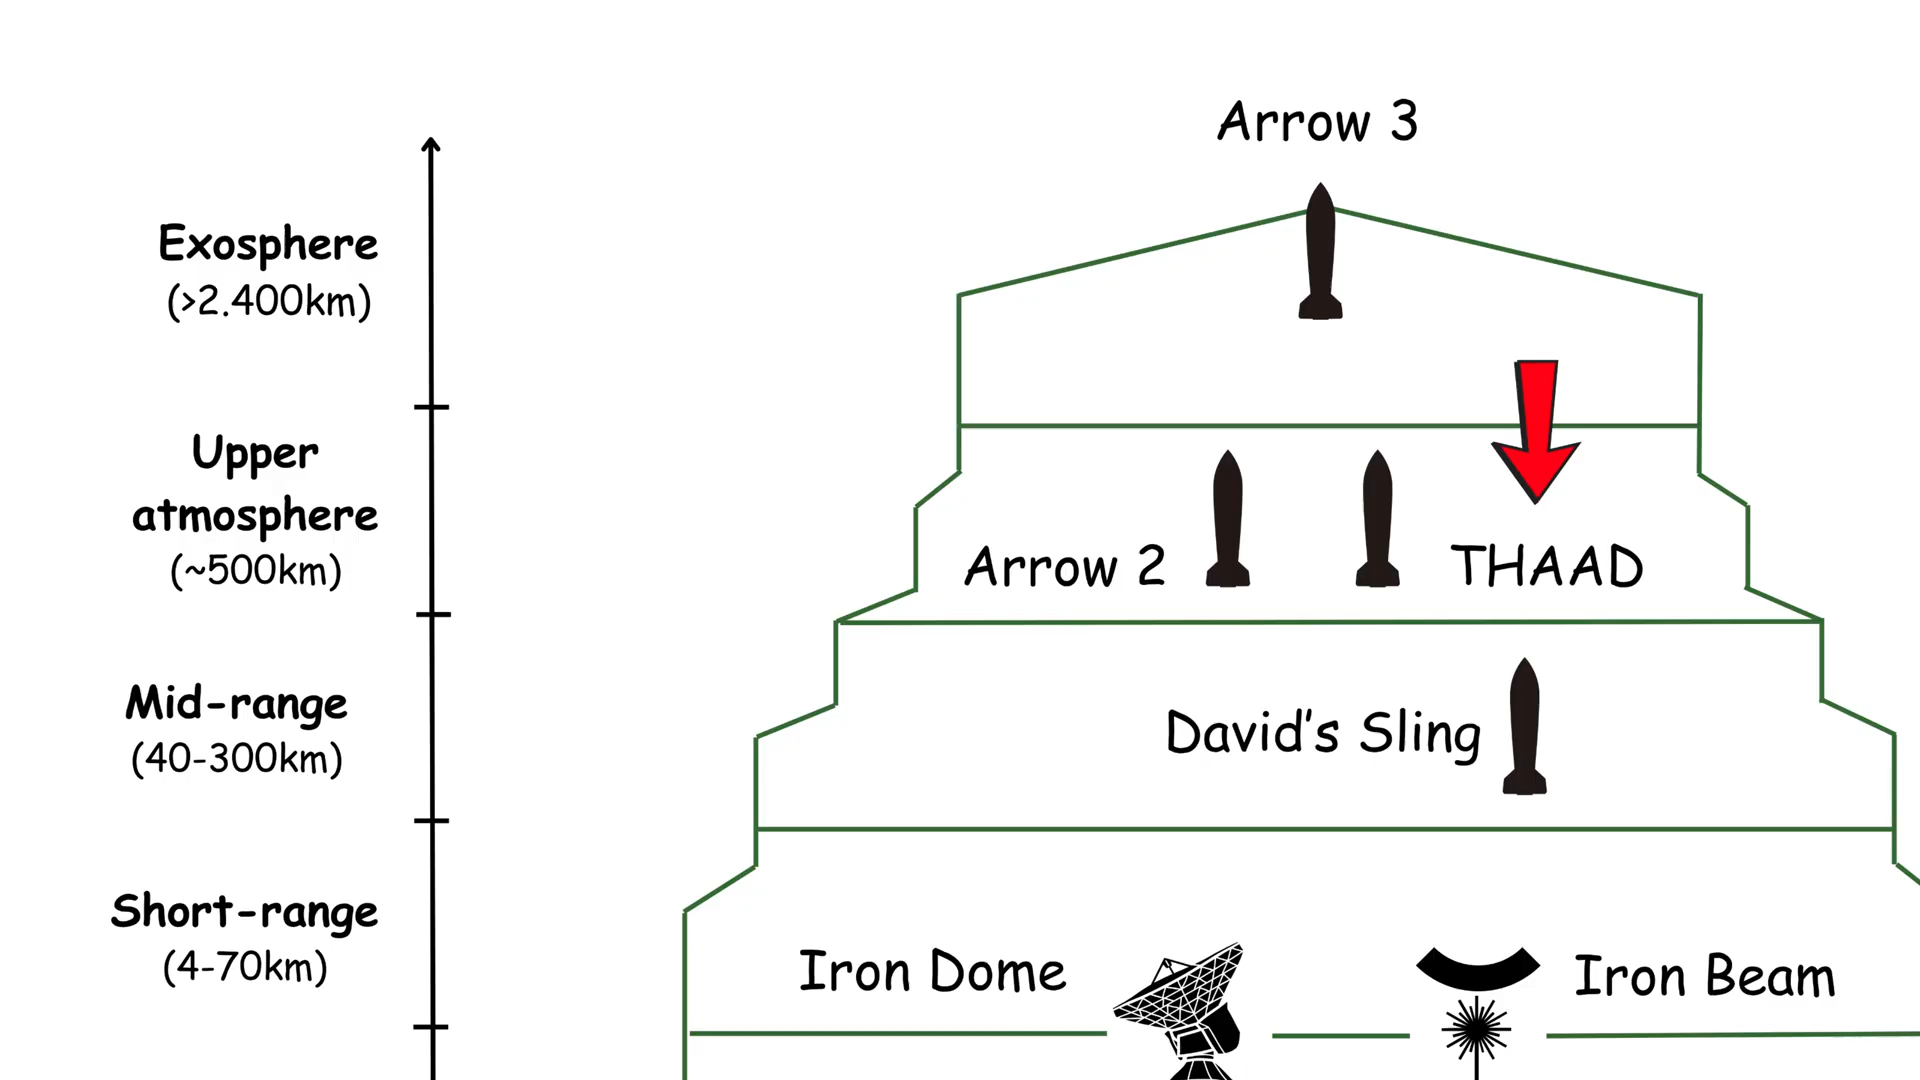 Arrow 3
Exosphere
(>2.400km)
Upper
atmosphere
(~500km)
Arrow 2
THAAD
Mid-range
(40-300km)
David's Sling
Short-range
(4-70km)
Iron Dome
Iron Beam